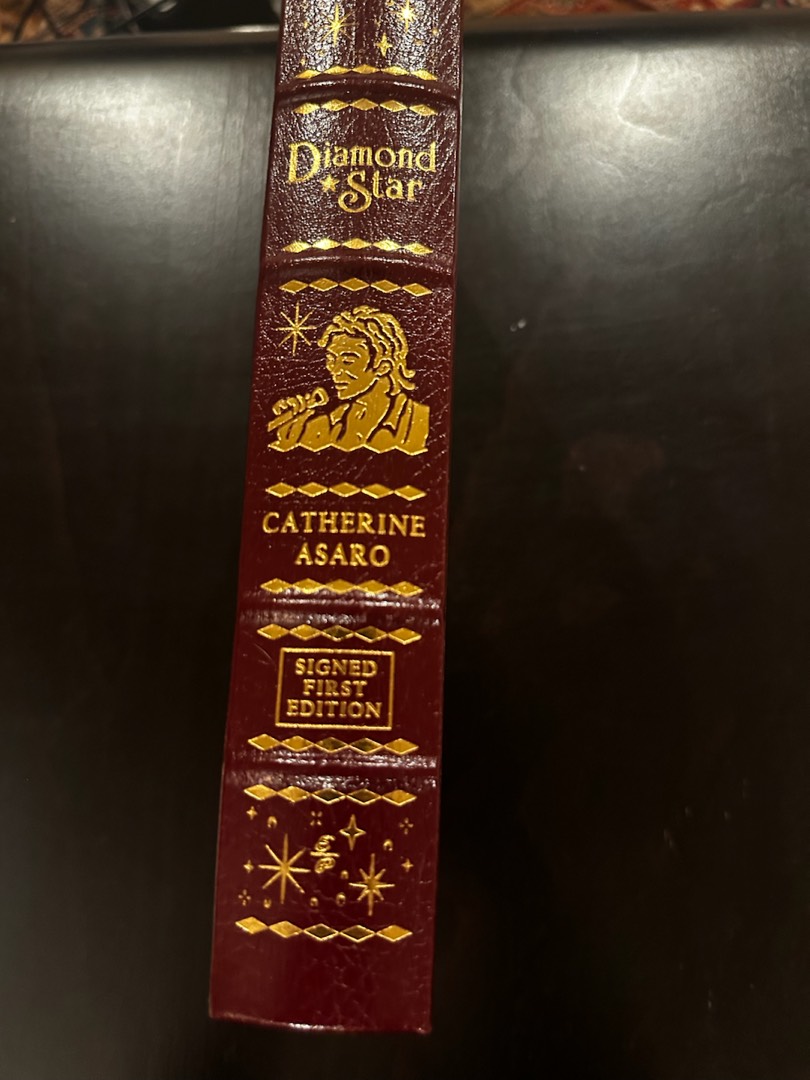 Diamond
Star
CATHERINE
ASARO
SIGNED
FIRST
EDITION